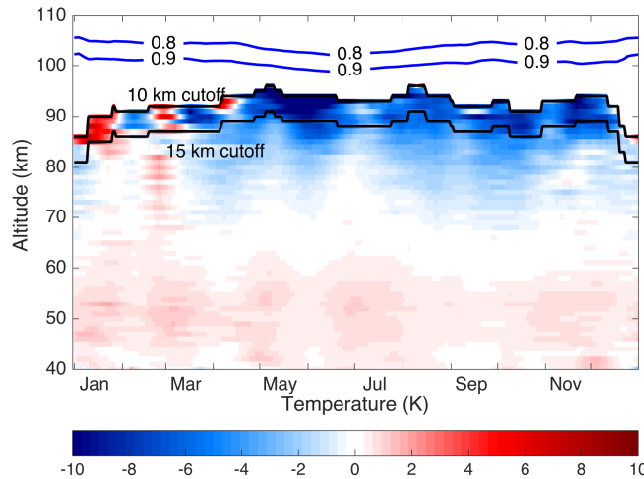 110
100
90
80
70
60
50
40
Altitude (km)
0.8 0.8 0.8
0.9 0.9 0.9
10 km cutoff
15 km cutoff
Jan Mar May Jul Sep Nov
Temperature (K)
-10 -8 -6 -4 -2 0 2 4 6 8 10